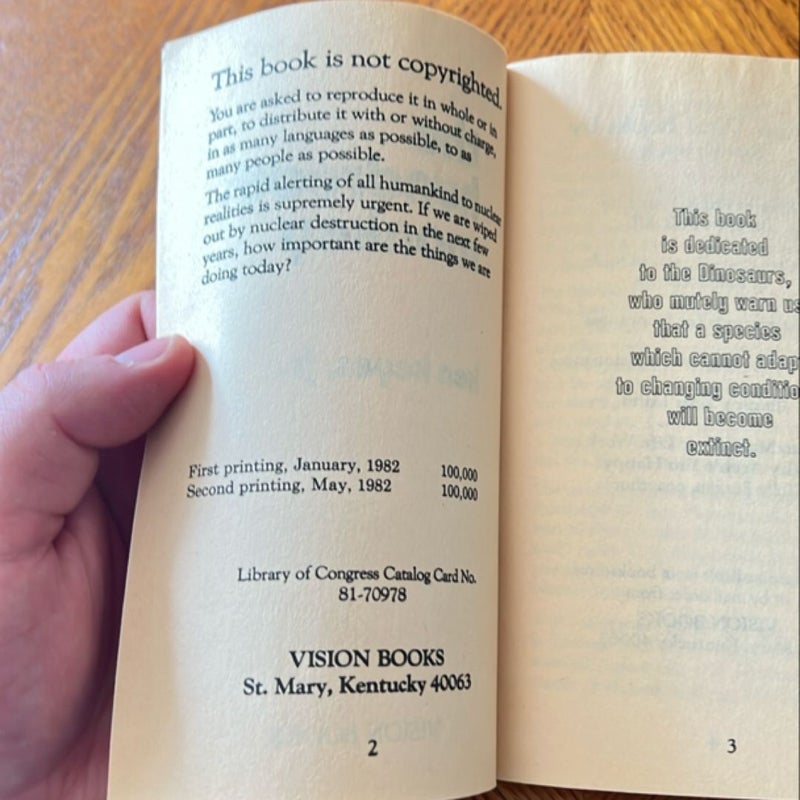 This book is not copyrighted.
You are asked to reproduce it in whole or in
part, to distribute it with or without charge,
in as many languages as possible, to as
many people as possible.
The rapid alerting of all humankind to nuclear
realities is supremely urgent. If we are wiped
out by nuclear destruction in the next few
years, how important are the things we are
doing today?
First printing, January, 1982 100,000
Second printing, May, 1982 100,000
Library of Congress Catalog Card No.
81-70978
VISION BOOKS
St. Mary, Kentucky 40063
2
This book
is dedicated
to the Dinosaurs,
who mutely warn us
that a species
which cannot adap
to changing conditio
will become
extinct.
3